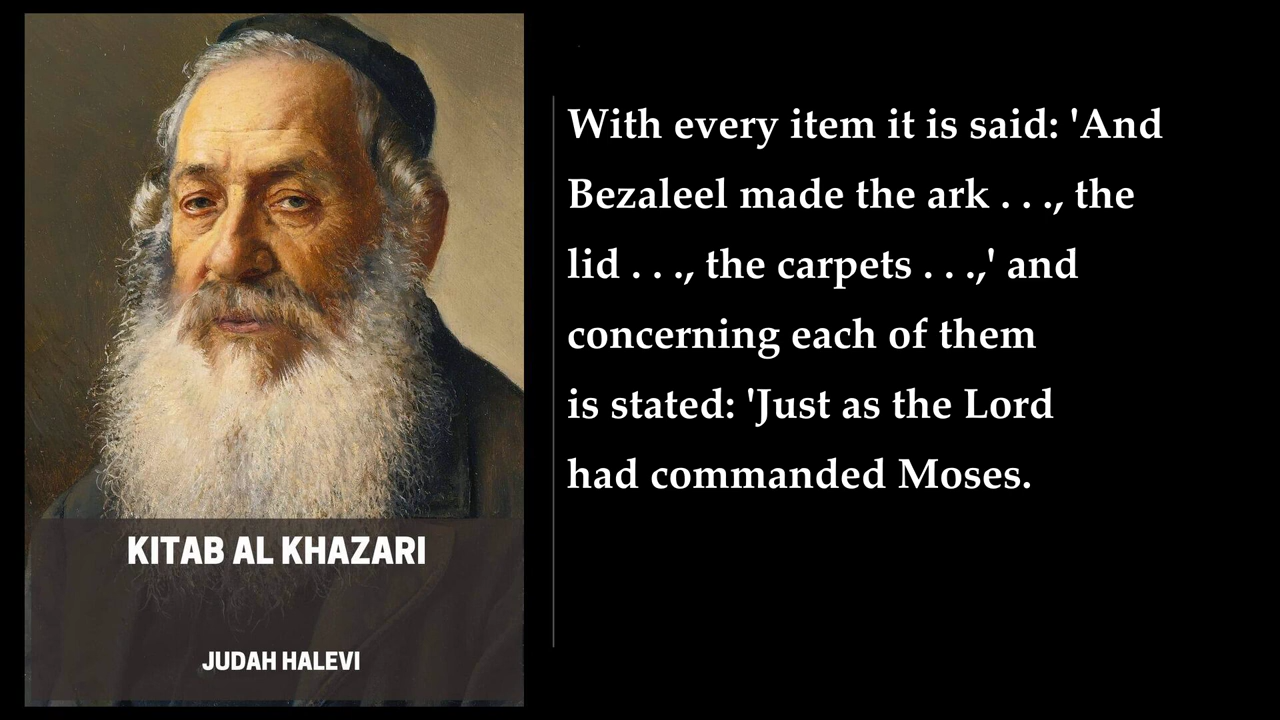 KITAB AL KHAZARI
JUDAH HALEVI
With every item it is said: 'And
Bezaleel made the ark . . ., the
lid . . ., the carpets . . .,' and
concerning each of them
is stated: 'Just as the Lord
had commanded Moses.